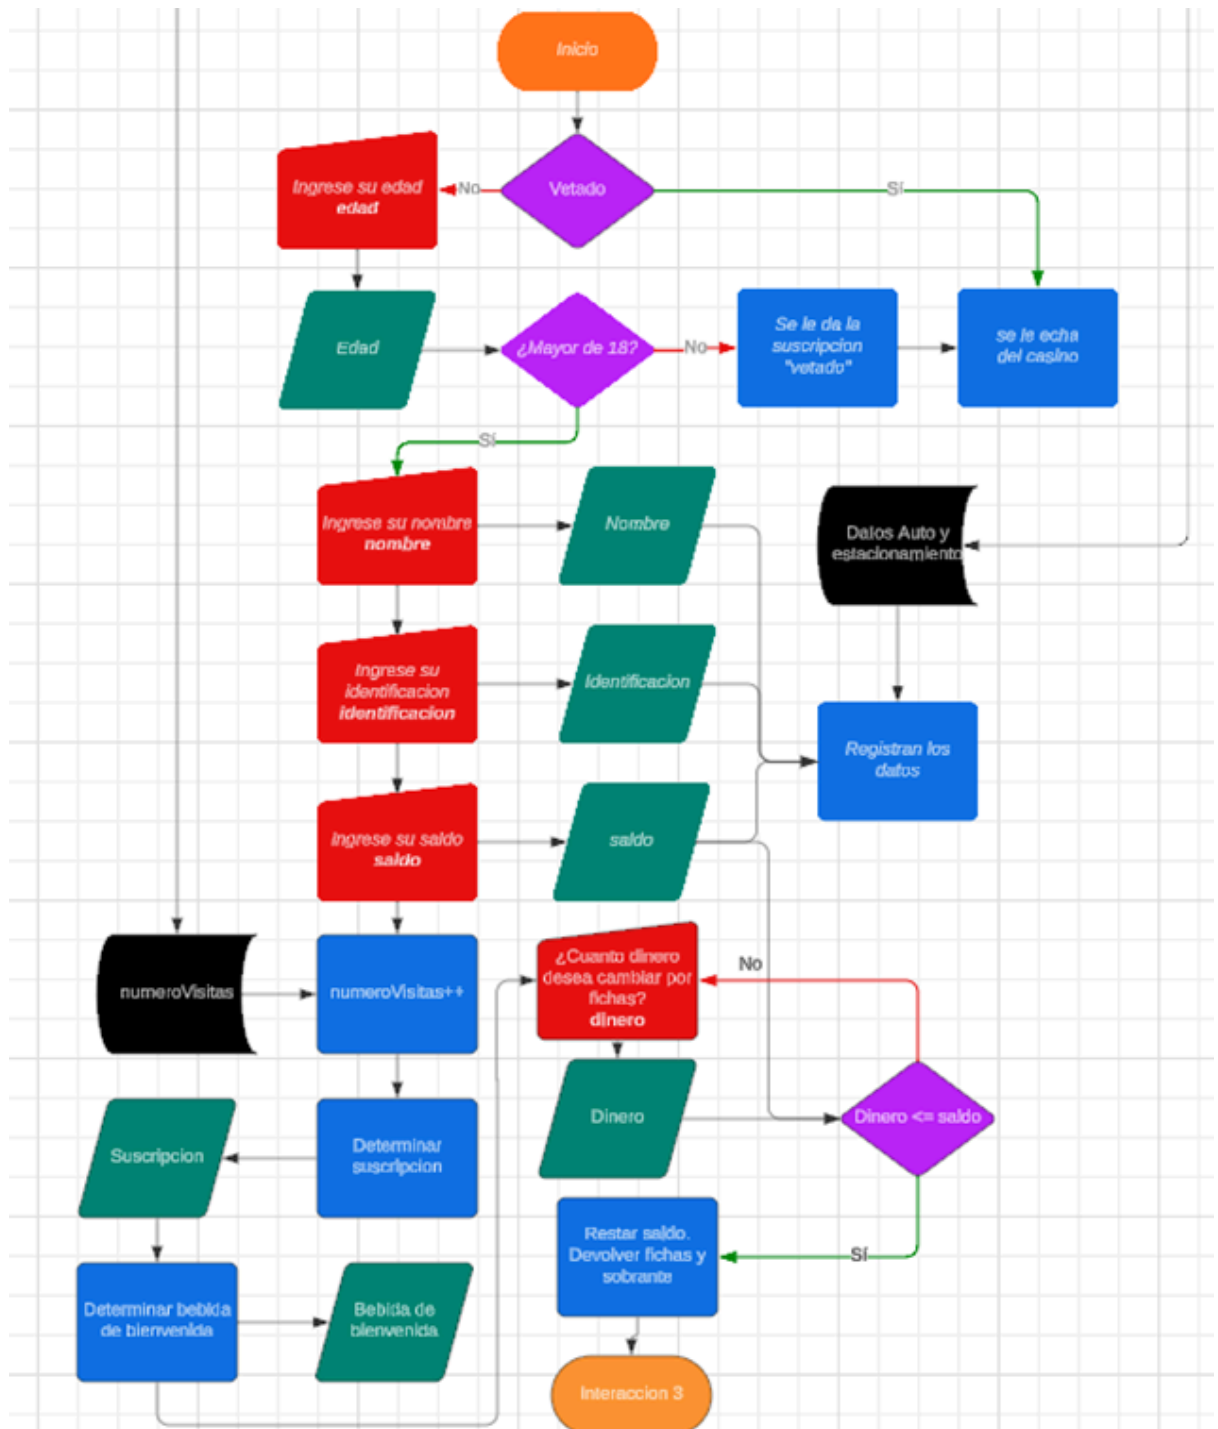 Inicio
Ingrese su edad
edad
No
Vetado
Sí
Edad
¿Mayor de 18?
No
Se le da la
suscripcion
"vetado"
se le echa
del casino
Sí
Ingrese su nombre
nombre
Nombre
Datos Auto y
estacionamiento
Ingrese su
identificacion
identificacion
Identificacion
Registran los
datos
Ingrese su saldo
saldo
saldo
numeroVisitas
numeroVisitas++
¿Cuanto dinero
desea cambiar por
fichas?
dinero
No
Suscripcion
Determinar
suscripcion
Dinero
Dinero <= saldo
Restar saldo.
Devolver fichas y
sobrante
Sí
Determinar bebida
de bienvenida
Bebida de
bienvenida
Interaccion 3